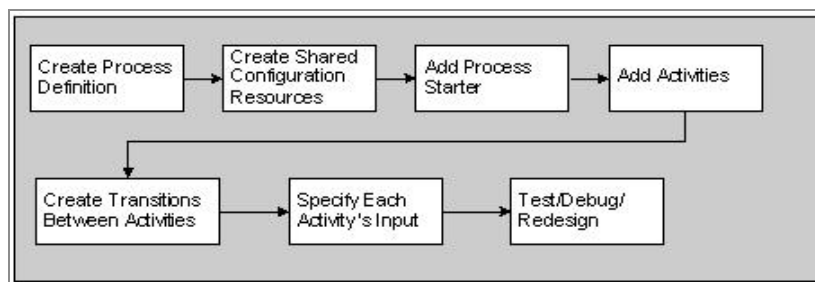 Create Process
Definition
Create Shared
Configuration
Resources
Add Process
Starter
Add Activities
Create Transitions
Between Activities
Specify Each
Activity's Input
Test/Debug/
Redesign